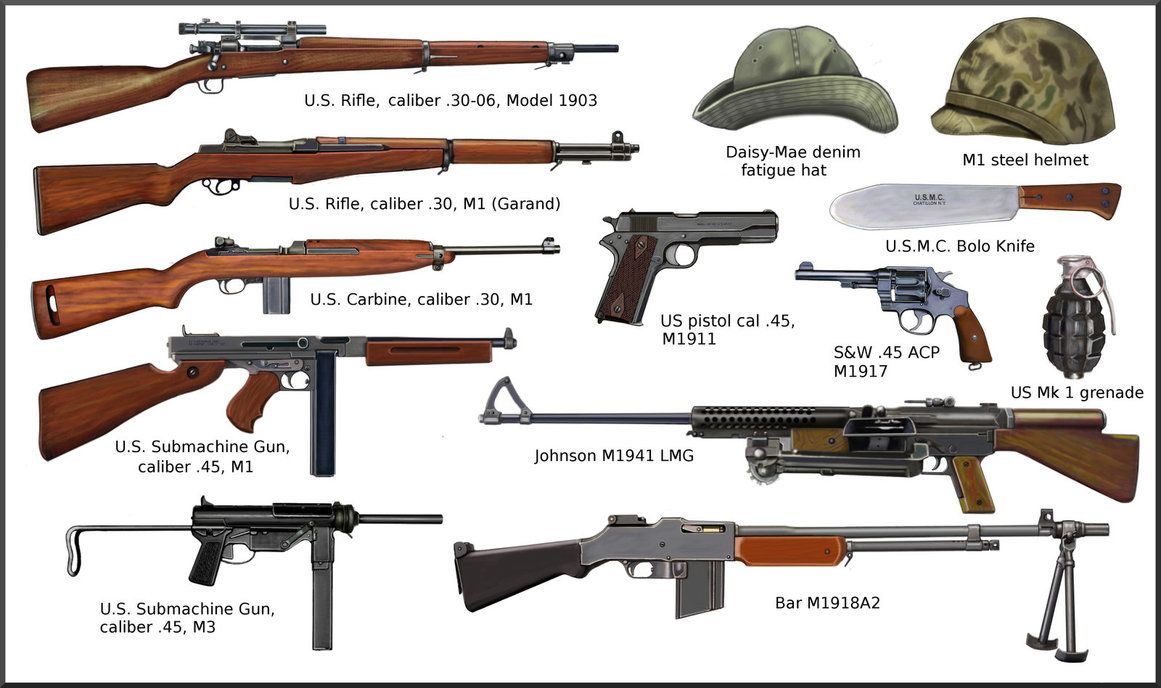 U.S. Rifle, caliber .30-06, Model 1903
U.S. Rifle, caliber .30, M1 (Garand)
U.S. Carbine, caliber .30, M1
U.S. Submachine Gun,
caliber .45, M1
U.S. Submachine Gun,
caliber .45, M3
Daisy-Mae denim
fatigue hat
M1 steel helmet
U.S.M.C.
CHATILLON N.Y.
U.S.M.C. Bolo Knife
US pistol cal .45,
M1911
S&W .45 ACP
M1917
US Mk 1 grenade
Johnson M1941 LMG
Bar M1918A2